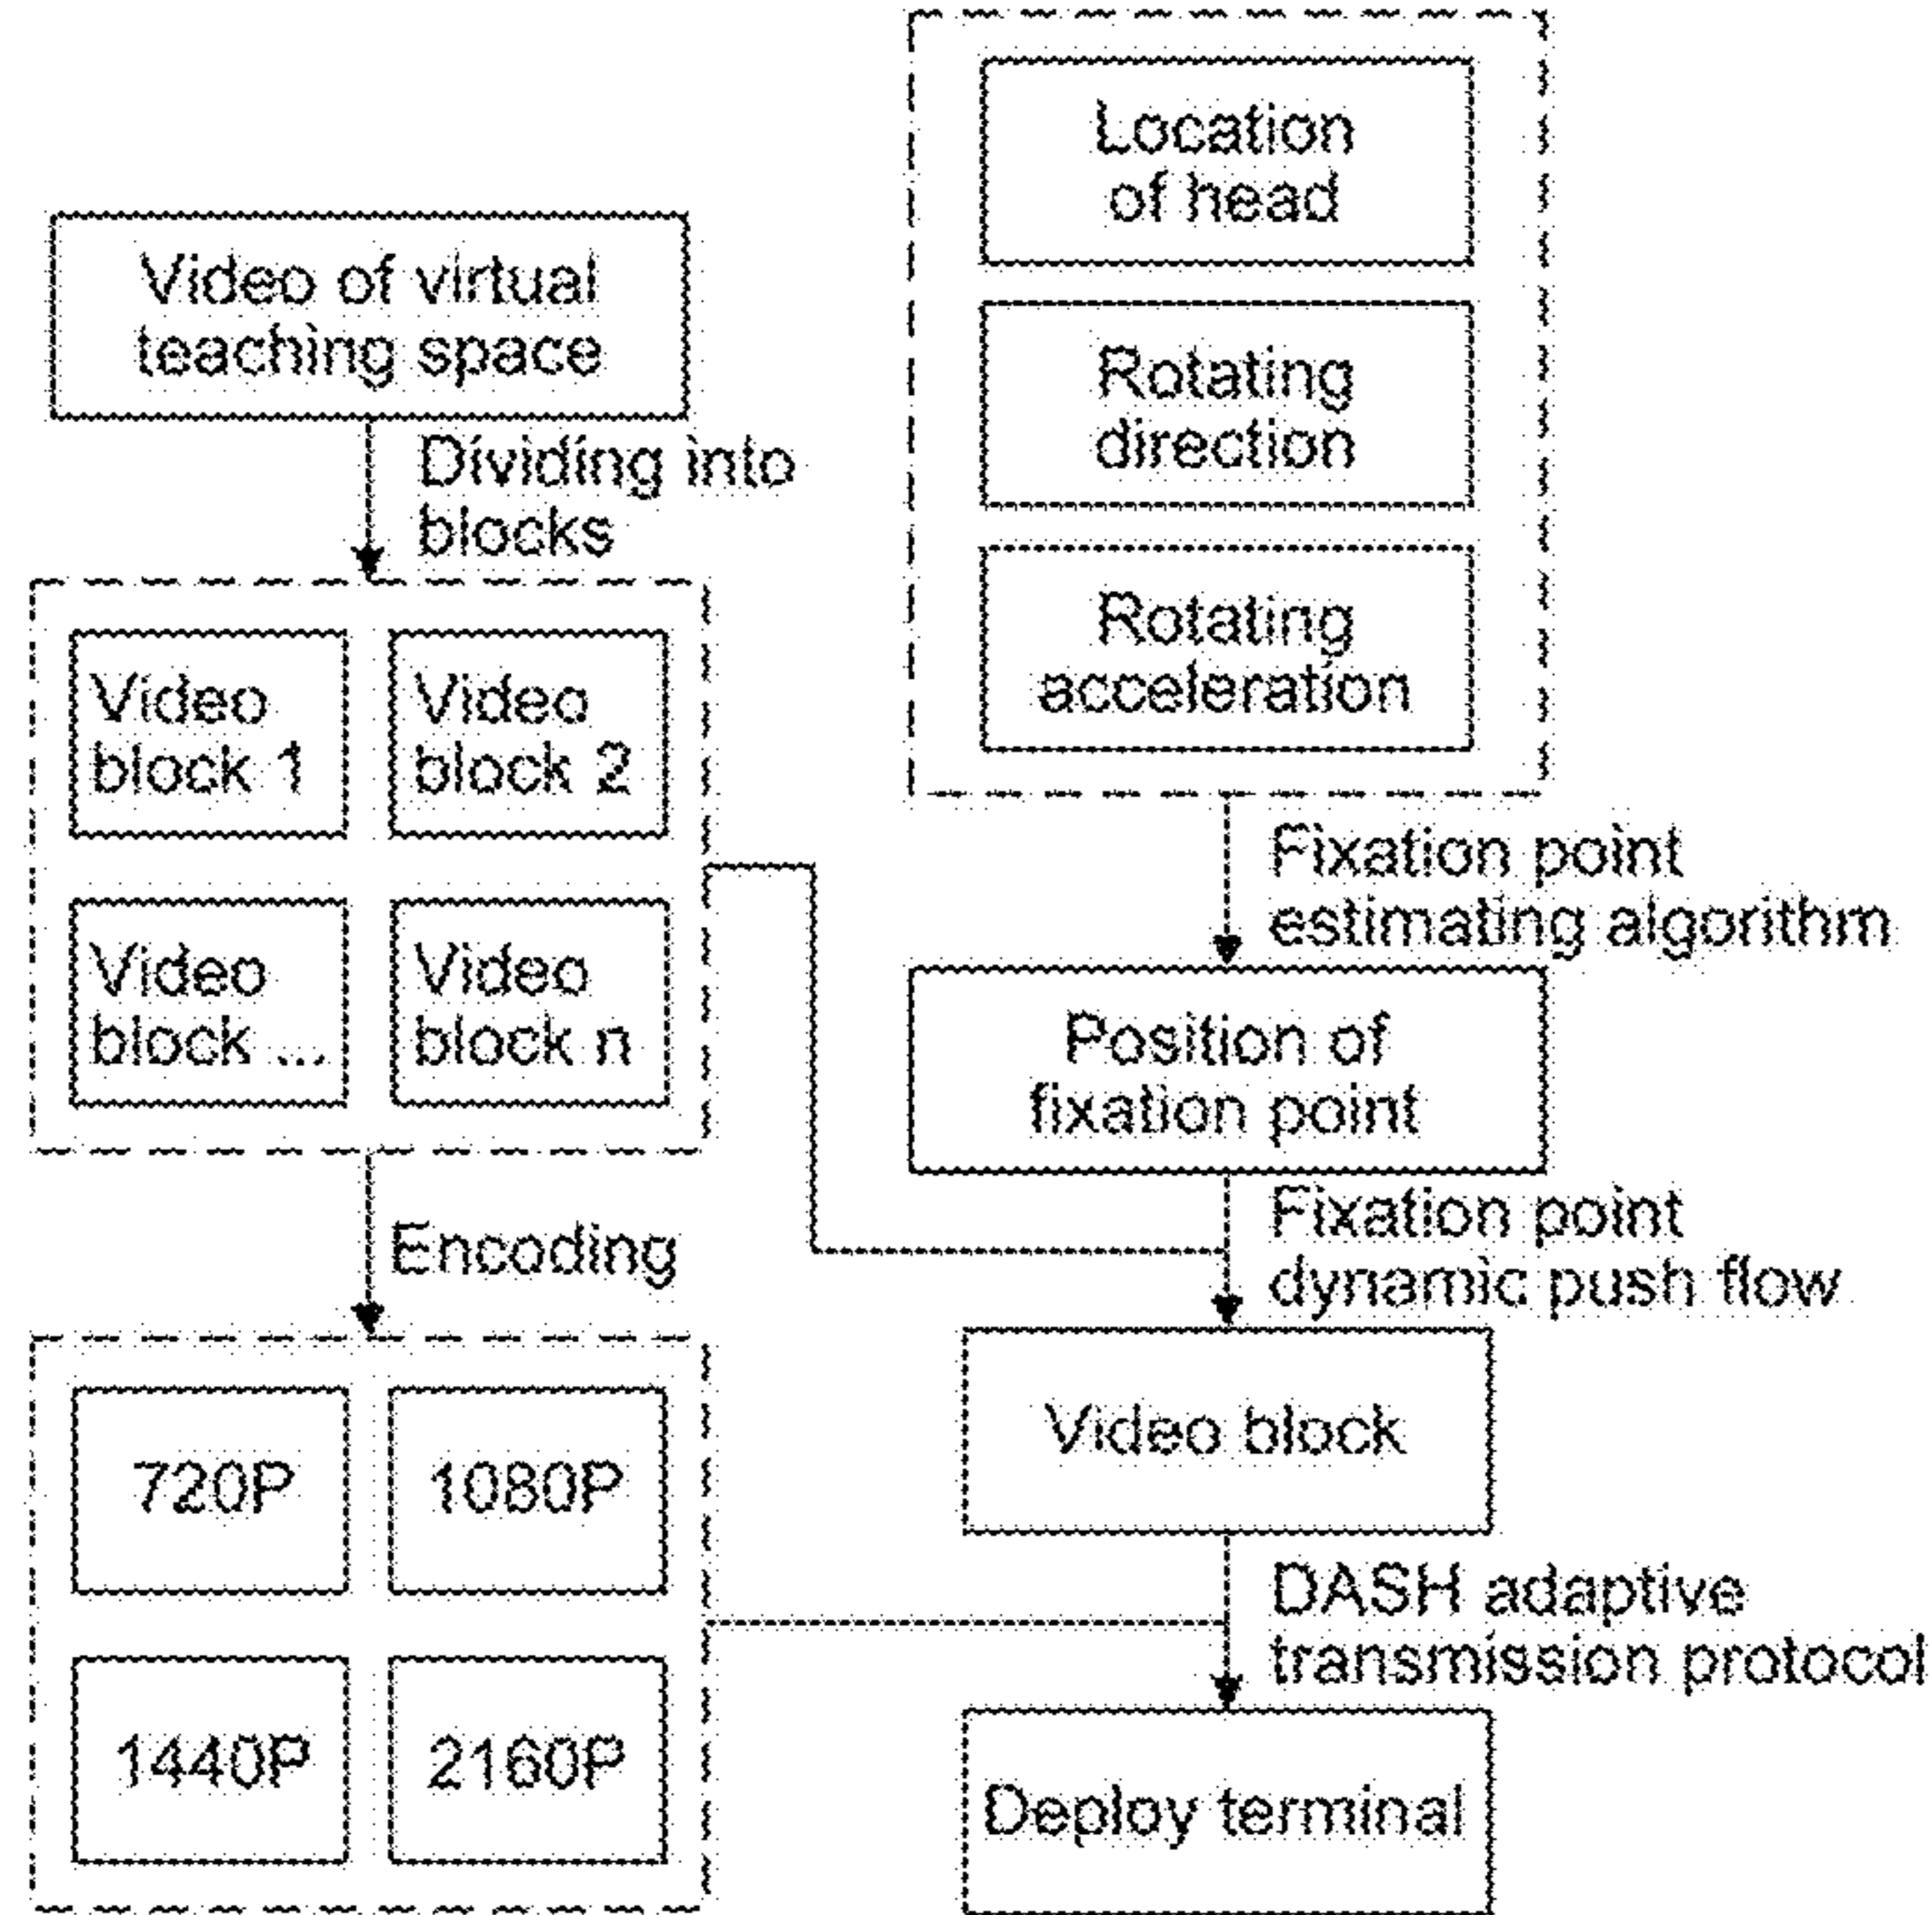 Video of virtual
teaching space
Dividing into
blocks
Video
block 1
Video
block 2
Video
block ...
Video
block n
Encoding
720P
1080P
1440P
2160P
Location
of head
Rotating
direction
Rotating
acceleration
Fixation point
estimating algorithm
Position of
fixation point
Fixation point
dynamic push flow
Video block
DASH adaptive
transmission protocol
Deploy terminal